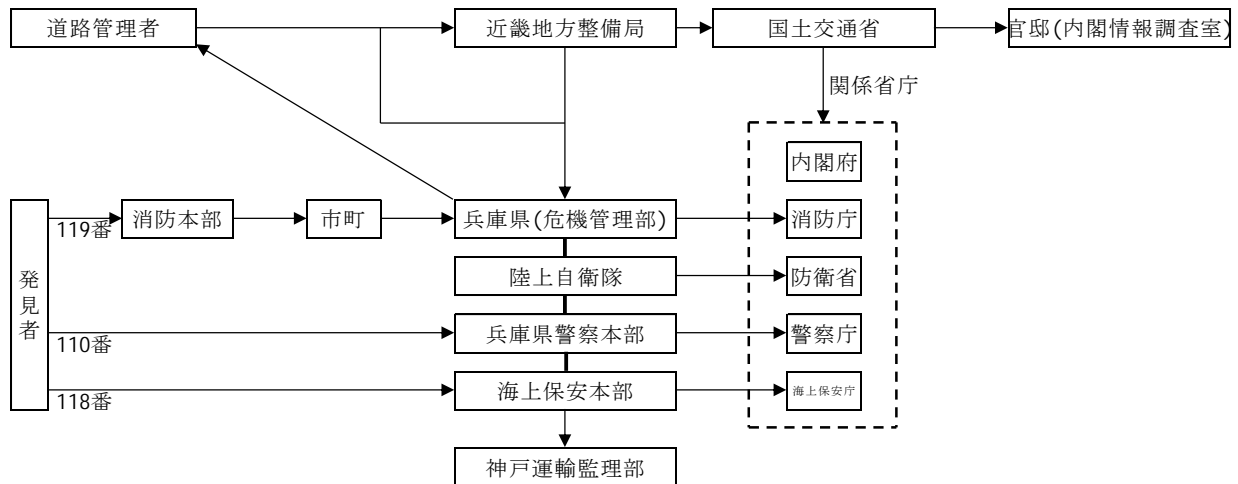 道路管理者
近畿地方整備局
国土交通省
官邸(内閣情報調査室)
関係省庁
内閣府
発見者
119番
消防本部
市町
兵庫県(危機管理部)
消防庁
陸上自衛隊
防衛省
110番
兵庫県警察本部
警察庁
118番
海上保安本部
海上保安庁
神戸運輸監理部